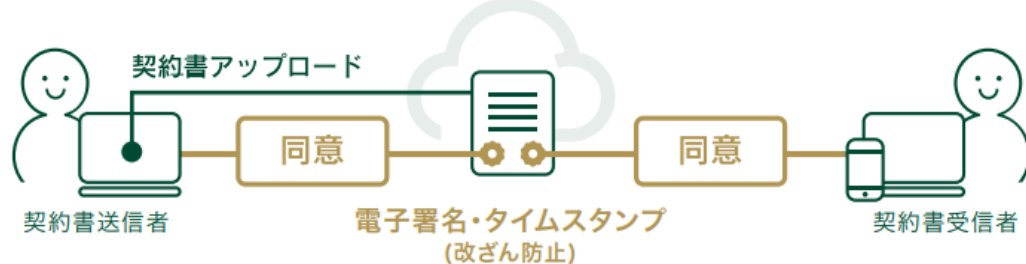 契約書アップロード
同意
同意
契約書送信者
電子署名・タイムスタンプ
(改ざん防止)
契約書受信者